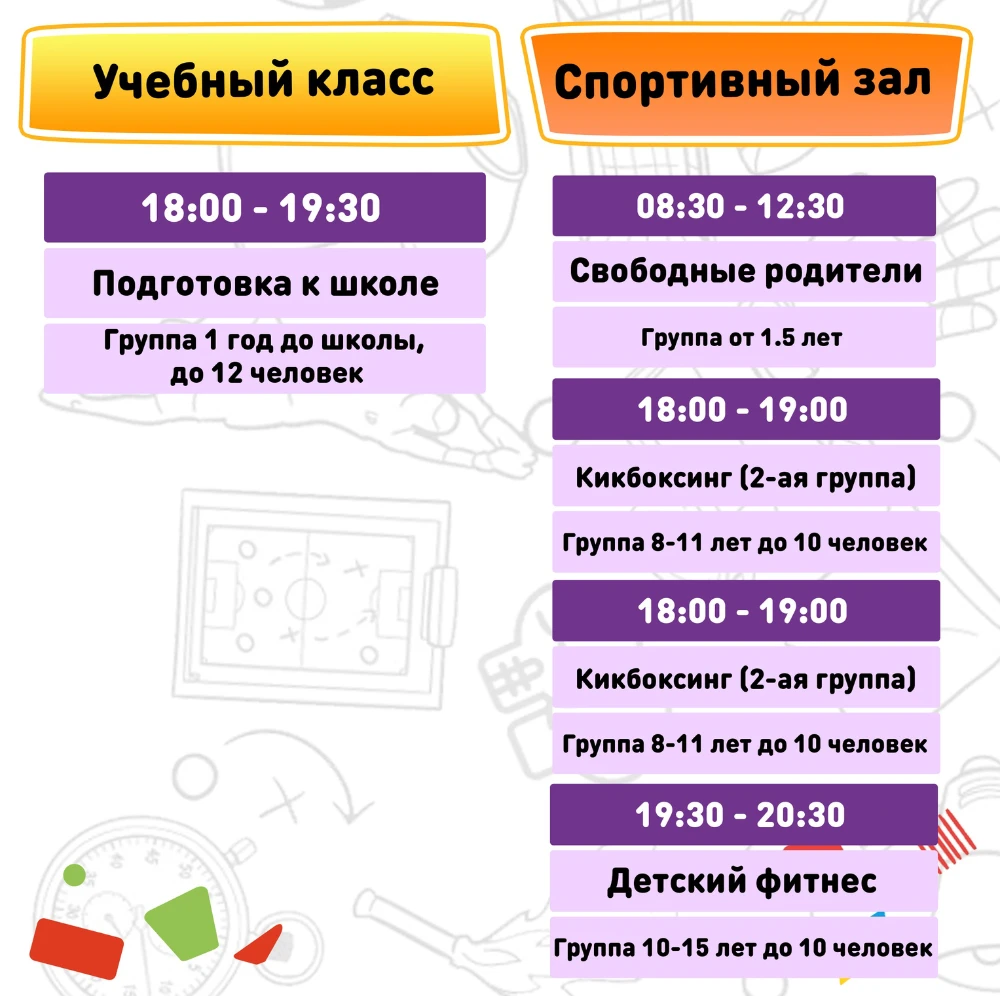 Учебный класс
18:00 - 19:30
Подготовка к школе
Группа 1 год до школы,
до 12 человек
Спортивный зал
08:30 - 12:30
Свободные родители
Группа от 1.5 лет
18:00 - 19:00
Кикбоксинг (2-ая группа)
Группа 8-11 лет до 10 человек
18:00 - 19:00
Кикбоксинг (2-ая группа)
Группа 8-11 лет до 10 человек
19:30 - 20:30
Детский фитнес
Группа 10-15 лет до 10 человек